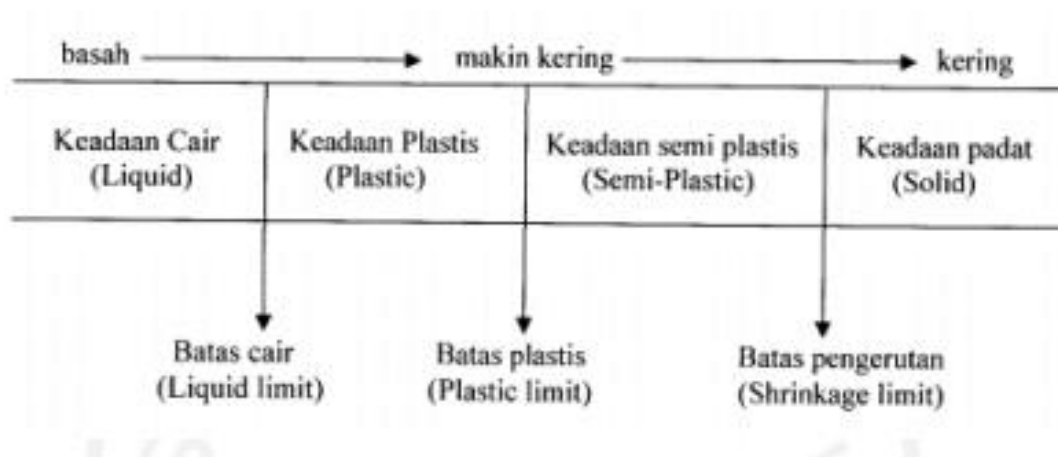 basah makin kering kering
Keadaan Cair Keadaan Plastis Keadaan semi plastis Keadaan padat
(Liquid) (Plastic) (Semi-Plastic) (Solid)
Batas cair Batas plastis Batas pengerutan
(Liquid limit) (Plastic limit) (Shrinkage limit)